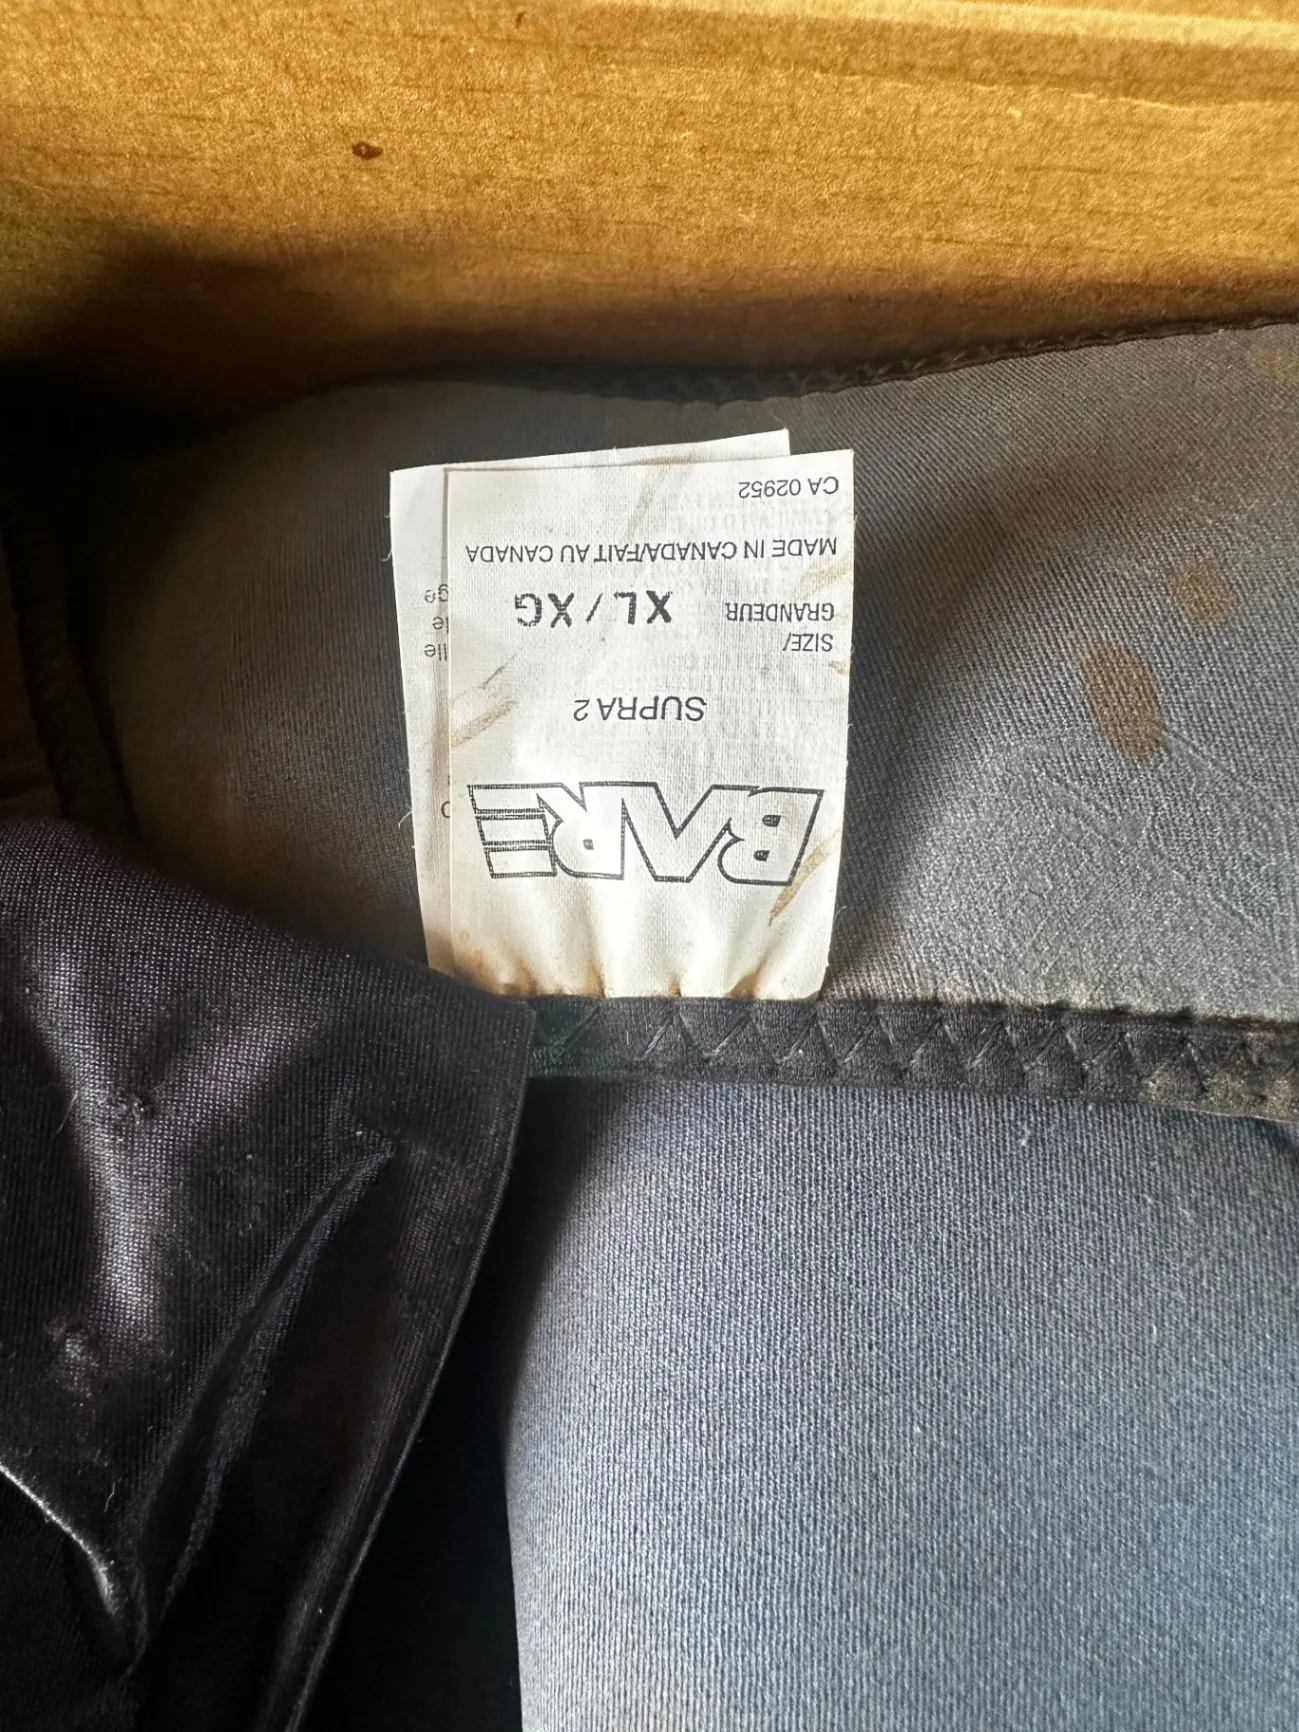 BARE
SUPRA 2
SIZE/
GRANDEUR XL / XG
MADE IN CANADA/FAIT AU CANADA
CA 02952